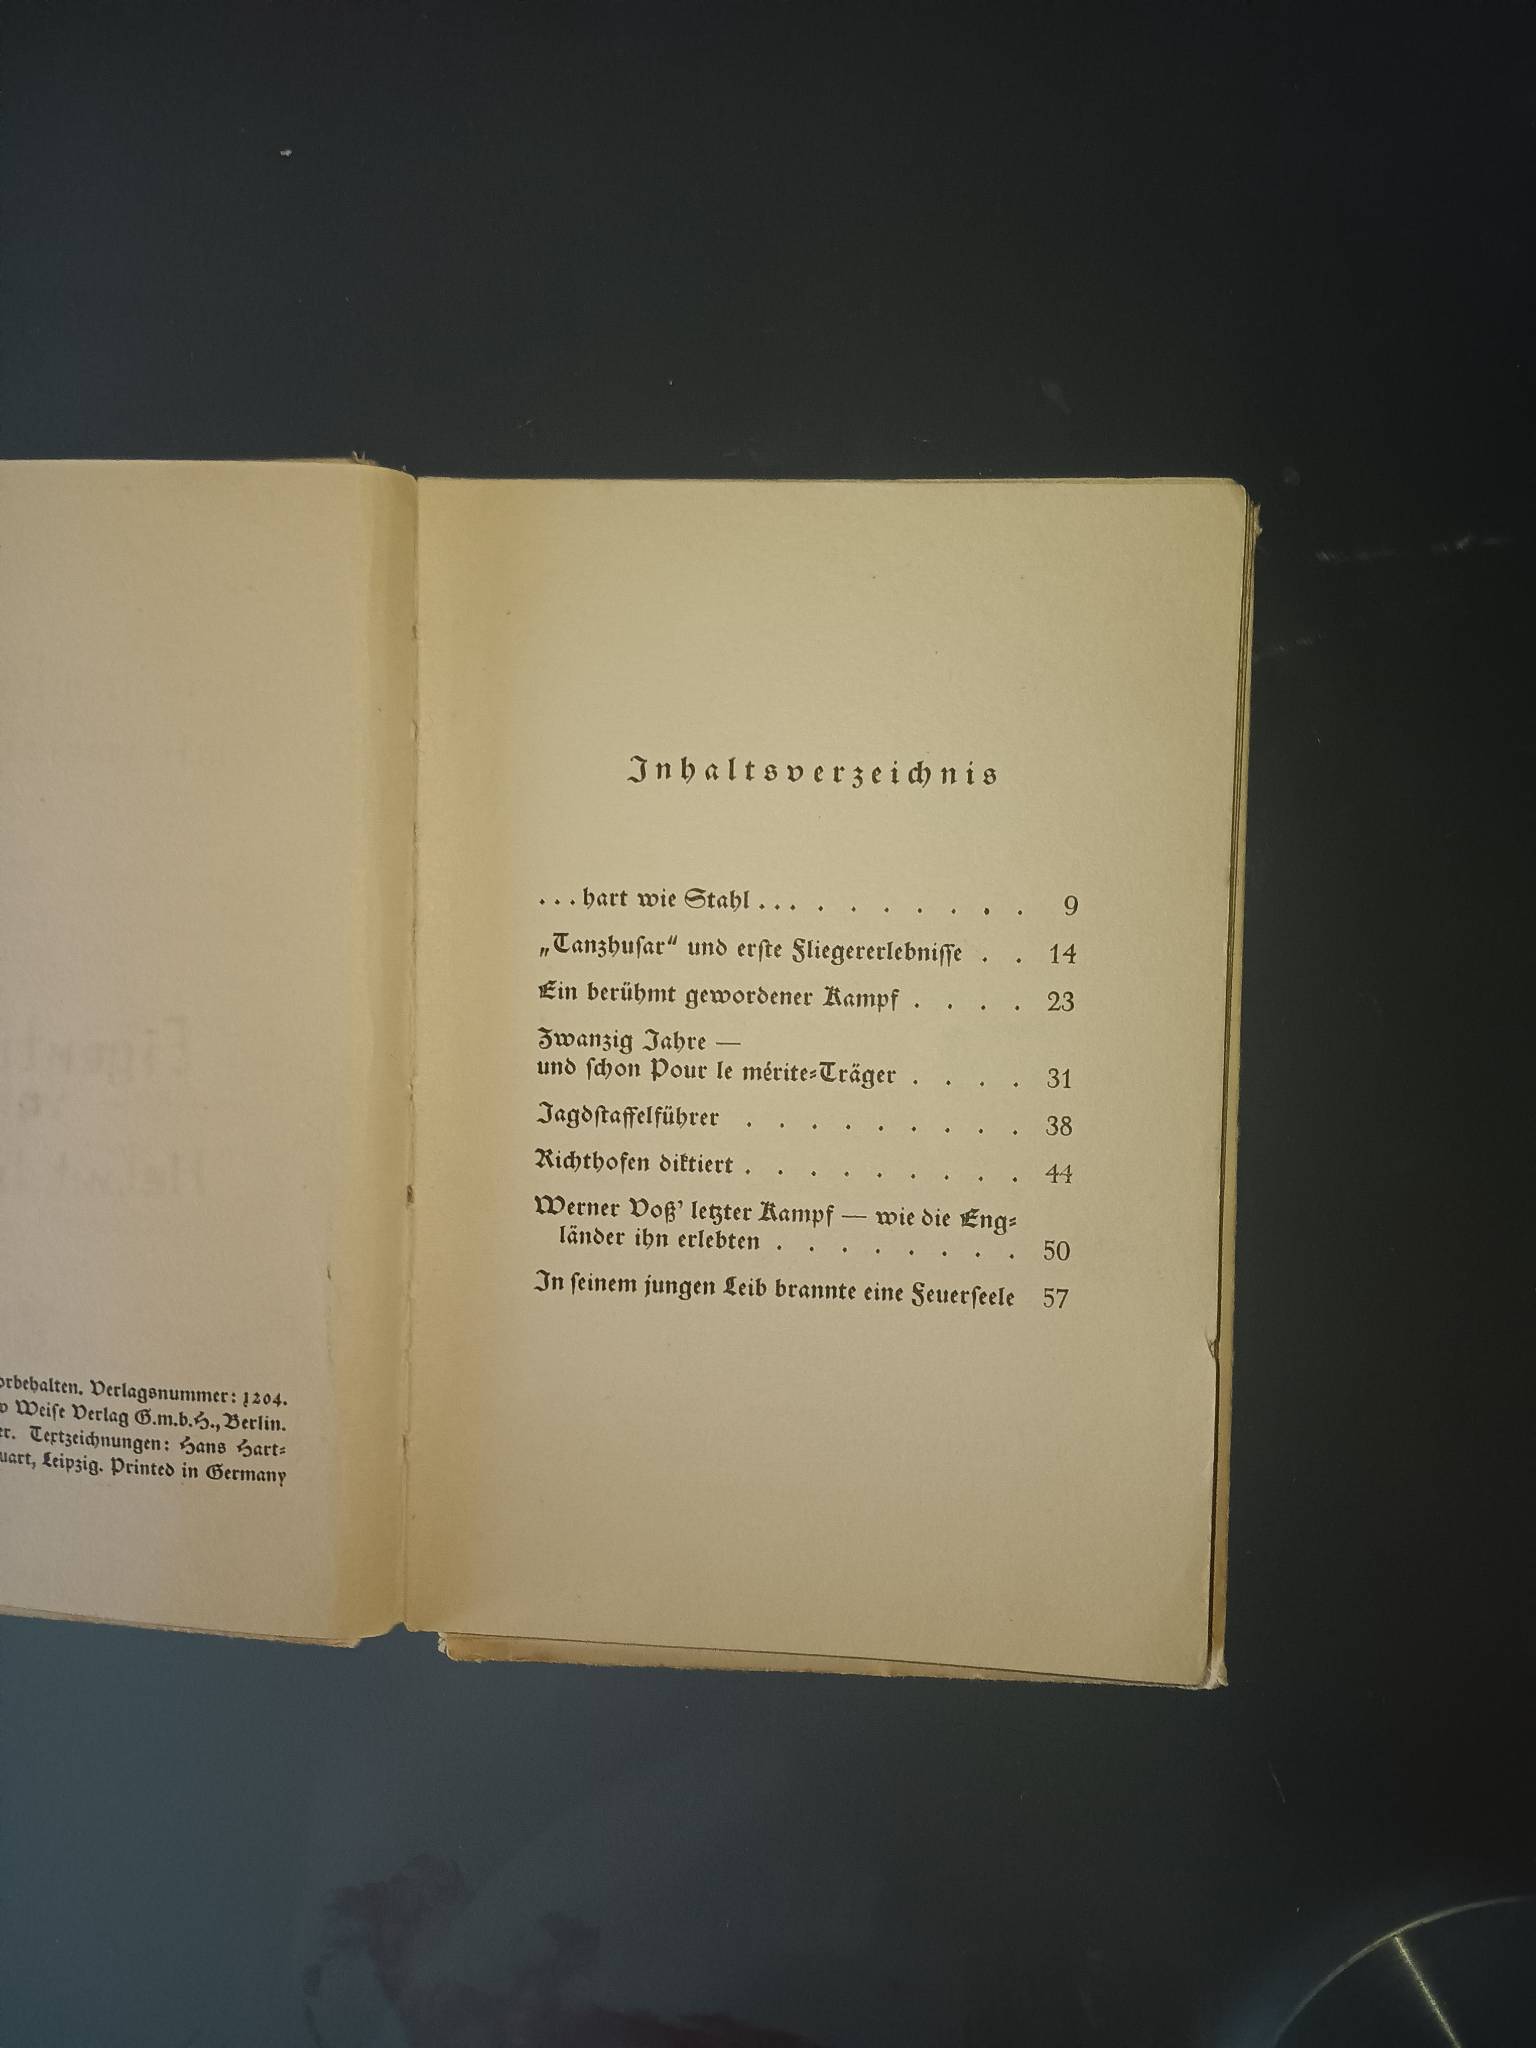 orbehalten. Verlagsnummer: 1204.
Weise Verlag G.m.b.H., Berlin.
er. Textzeichnungen: Hans Hart⸗
uart, Leipzig. Printed in Germany
Inhaltsverzeichnis
...hart wie Stahl... . . . . . . . 9
„Tanzhusar“ und erste Fliegererlebnisse . . 14
Ein berühmt gewordener Kampf . . . . 23
Zwanzig Jahre —
und schon Pour le mérite⸗Träger . . . . 31
Jagdstaffelführer . . . . . . . . . 38
Richthofen diktiert . . . . . . . . . 44
Werner Voß’ letzter Kampf — wie die Eng⸗
länder ihn erlebten . . . . . . . . 50
In seinem jungen Leib brannte eine Feuerseele 57